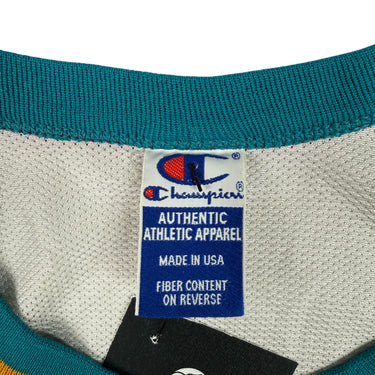 Champion
AUTHENTIC
ATHLETIC APPAREL
MADE IN USA
FIBER CONTENT
ON REVERSE